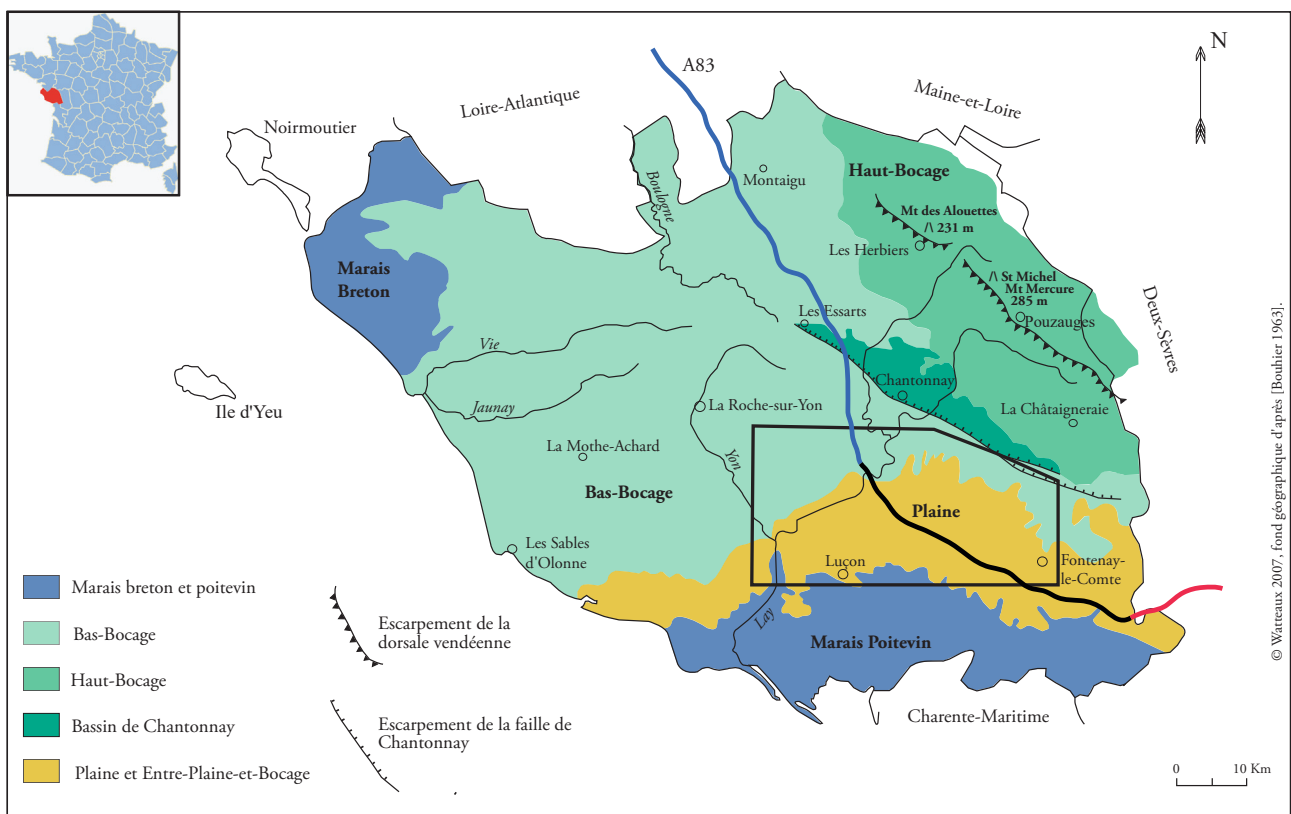 A83
N
Loire-Atlantique
Maine-et-Loire
Noirmoutier
Boulogne
Montaigu
Haut-Bocage
Mt des Alouettes
/\ 231 m
Les Herbiers
Marais
Breton
/\ St Michel
Mt Mercure
285 m
Pouzauges
Deux-Sèvres
Les Essarts
Vie
Chantonnay
Ile d'Yeu
Jaunay
La Roche-sur-Yon
La Châtaigneraie
La Mothe-Achard
Yon
Bas-Bocage
Plaine
Les Sables
d'Olonne
Luçon
Fontenay-
le-Comte
Lay
Marais Poitevin
Charente-Maritime
Marais breton et poitevin
Bas-Bocage
Haut-Bocage
Bassin de Chantonnay
Plaine et Entre-Plaine-et-Bocage
Escarpement de la
dorsale vendéenne
Escarpement de la faille de
Chantonnay
0 10 Km
© Watteaux 2007, fond géographique d'après [Bouhier 1963].